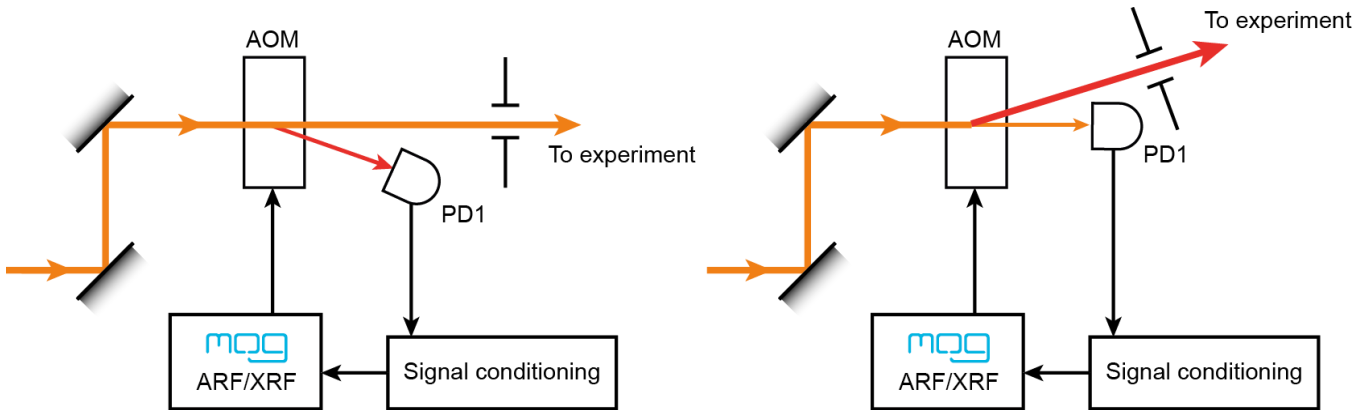 AOM
To experiment
PD1
mog
ARF/XRF
Signal conditioning
AOM
To experiment
PD1
mog
ARF/XRF
Signal conditioning